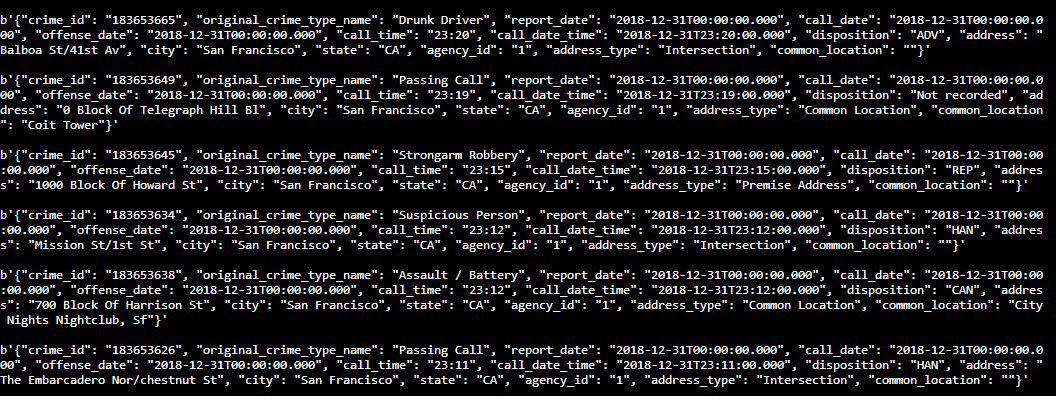 b'{"crime_id": "183653665", "original_crime_type_name": "Drunk Driver", "report_date": "2018-12-31T00:00:00.000", "call_date": "2018-12-31T00:00:00.0
00", "offense_date": "2018-12-31T00:00:00.000", "call_time": "23:20", "call_date_time": "2018-12-31T23:20:00.000", "disposition": "ADV", "address": "
Balboa St/41st Av", "city": "San Francisco", "state": "CA", "agency_id": "1", "address_type": "Intersection", "common_location": ""}'
b'{"crime_id": "183653649", "original_crime_type_name": "Passing Call", "report_date": "2018-12-31T00:00:00.000", "call_date": "2018-12-31T00:00:00.0
00", "offense_date": "2018-12-31T00:00:00.000", "call_time": "23:19", "call_date_time": "2018-12-31T23:19:00.000", "disposition": "Not recorded", "ad
dress": "0 Block Of Telegraph Hill Bl", "city": "San Francisco", "state": "CA", "agency_id": "1", "address_type": "Common Location", "common_location
": "Coit Tower"}'
b'{"crime_id": "183653645", "original_crime_type_name": "Strongarm Robbery", "report_date": "2018-12-31T00:00:00.000", "call_date": "2018-12-31T00:00
:00.000", "offense_date": "2018-12-31T00:00:00.000", "call_time": "23:15", "call_date_time": "2018-12-31T23:15:00.000", "disposition": "REP", "addres
s": "1000 Block Of Howard St", "city": "San Francisco", "state": "CA", "agency_id": "1", "address_type": "Premise Address", "common_location": ""}'
b'{"crime_id": "183653634", "original_crime_type_name": "Suspicious Person", "report_date": "2018-12-31T00:00:00.000", "call_date": "2018-12-31T00:00
:00.000", "offense_date": "2018-12-31T00:00:00.000", "call_time": "23:12", "call_date_time": "2018-12-31T23:12:00.000", "disposition": "HAN", "addres
s": "Mission St/1st St", "city": "San Francisco", "state": "CA", "agency_id": "1", "address_type": "Intersection", "common_location": ""}'
b'{"crime_id": "183653638", "original_crime_type_name": "Assault / Battery", "report_date": "2018-12-31T00:00:00.000", "call_date": "2018-12-31T00:00
:00.000", "offense_date": "2018-12-31T00:00:00.000", "call_time": "23:12", "call_date_time": "2018-12-31T23:12:00.000", "disposition": "CAN", "addres
s": "700 Block Of Harrison St", "city": "San Francisco", "state": "CA", "agency_id": "1", "address_type": "Common Location", "common_location": "City
 Nights Nightclub, Sf"}'
b'{"crime_id": "183653626", "original_crime_type_name": "Passing Call", "report_date": "2018-12-31T00:00:00.000", "call_date": "2018-12-31T00:00:00.0
00", "offense_date": "2018-12-31T00:00:00.000", "call_time": "23:11", "call_date_time": "2018-12-31T23:11:00.000", "disposition": "HAN", "address": "
The Embarcadero Nor/chestnut St", "city": "San Francisco", "state": "CA", "agency_id": "1", "address_type": "Intersection", "common_location": ""}'